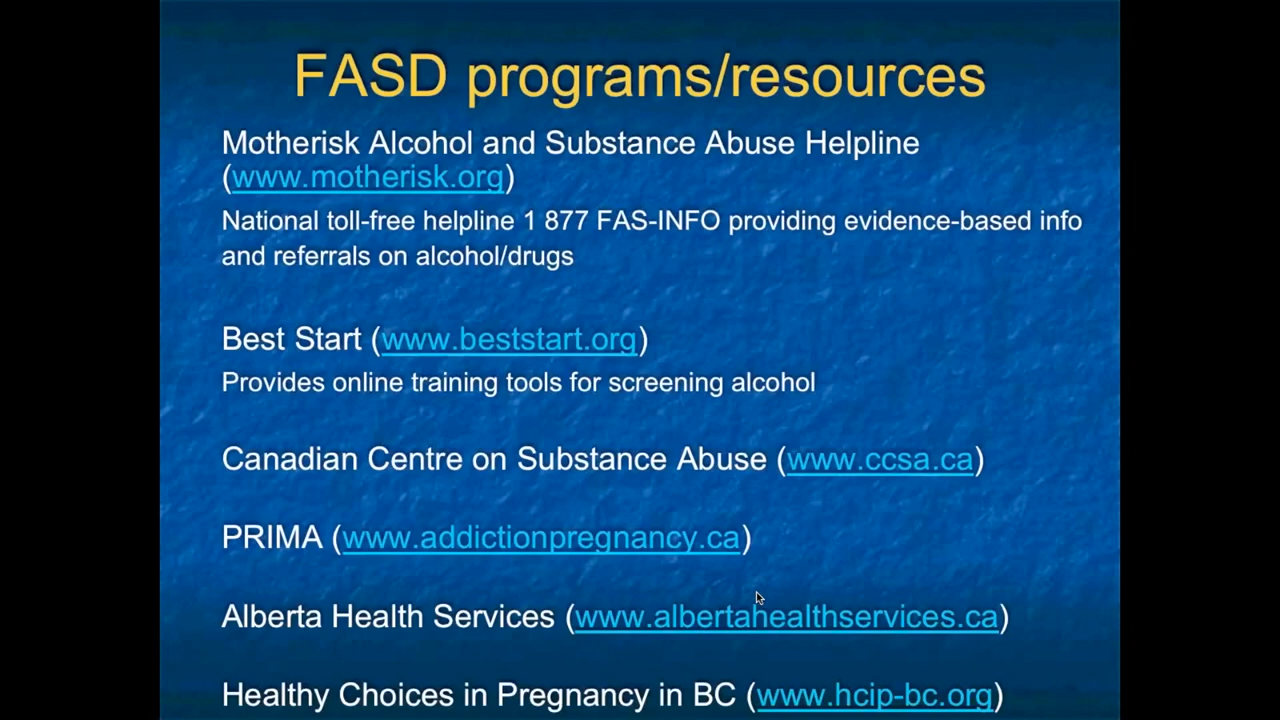 FASD programs/resources
Motherisk Alcohol and Substance Abuse Helpline
(www.motherisk.org)
National toll-free helpline 1 877 FAS-INFO providing evidence-based info
and referrals on alcohol/drugs
Best Start (www.beststart.org)
Provides online training tools for screening alcohol
Canadian Centre on Substance Abuse (www.ccsa.ca)
PRIMA (www.addictionpregnancy.ca)
Alberta Health Services (www.albertahealthservices.ca)
Healthy Choices in Pregnancy in BC (www.hcip-bc.org)